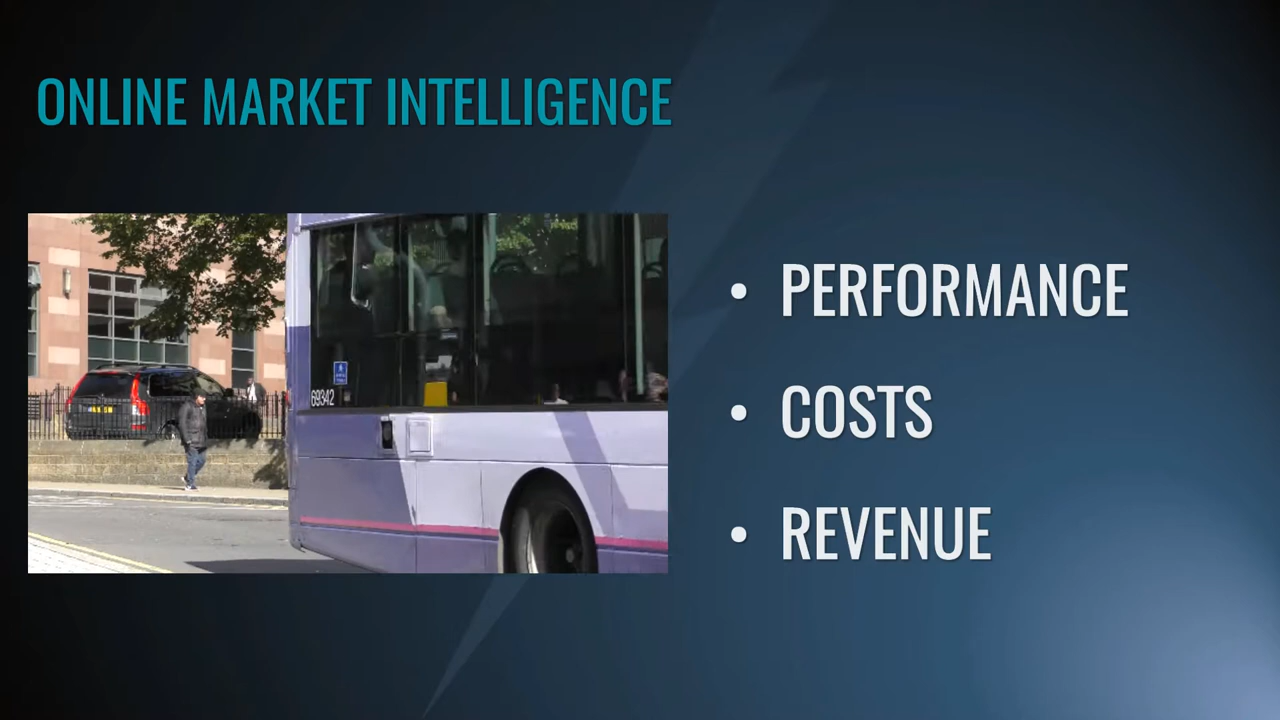 ONLINE MARKET INTELLIGENCE
69342
• PERFORMANCE
• COSTS
• REVENUE